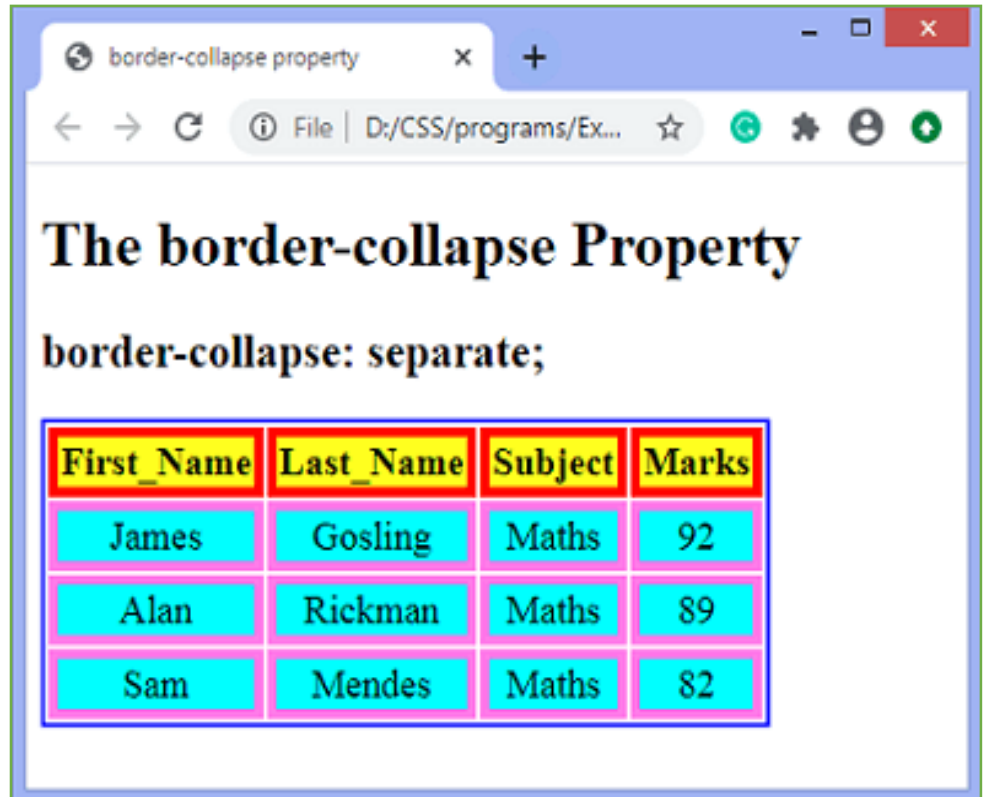 border-collapse property
File | D:/CSS/programs/Ex...
The border-collapse Property
border-collapse: separate;
First_Name Last_Name Subject Marks
James Gosling Maths 92
Alan Rickman Maths 89
Sam Mendes Maths 82